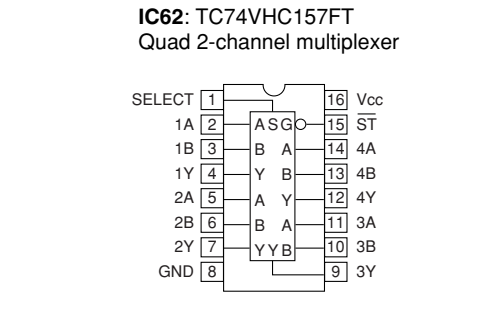 IC62: TC74VHC157FT
Quad 2-channel multiplexer
SELECT 1 16 Vcc
1A 2 A S G 15 ST
1B 3 B A 14 4A
1Y 4 Y B 13 4B
2A 5 A Y 12 4Y
2B 6 B A 11 3A
2Y 7 Y Y B 10 3B
GND 8 9 3Y